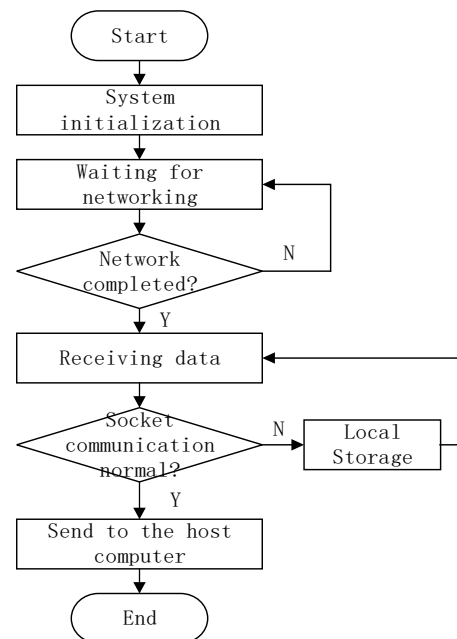 Start
System
initialization
Waiting for
networking
Network
completed?
N
Y
Receiving data
Socket
communication
normal?
N
Local
Storage
Y
Send to the host
computer
End